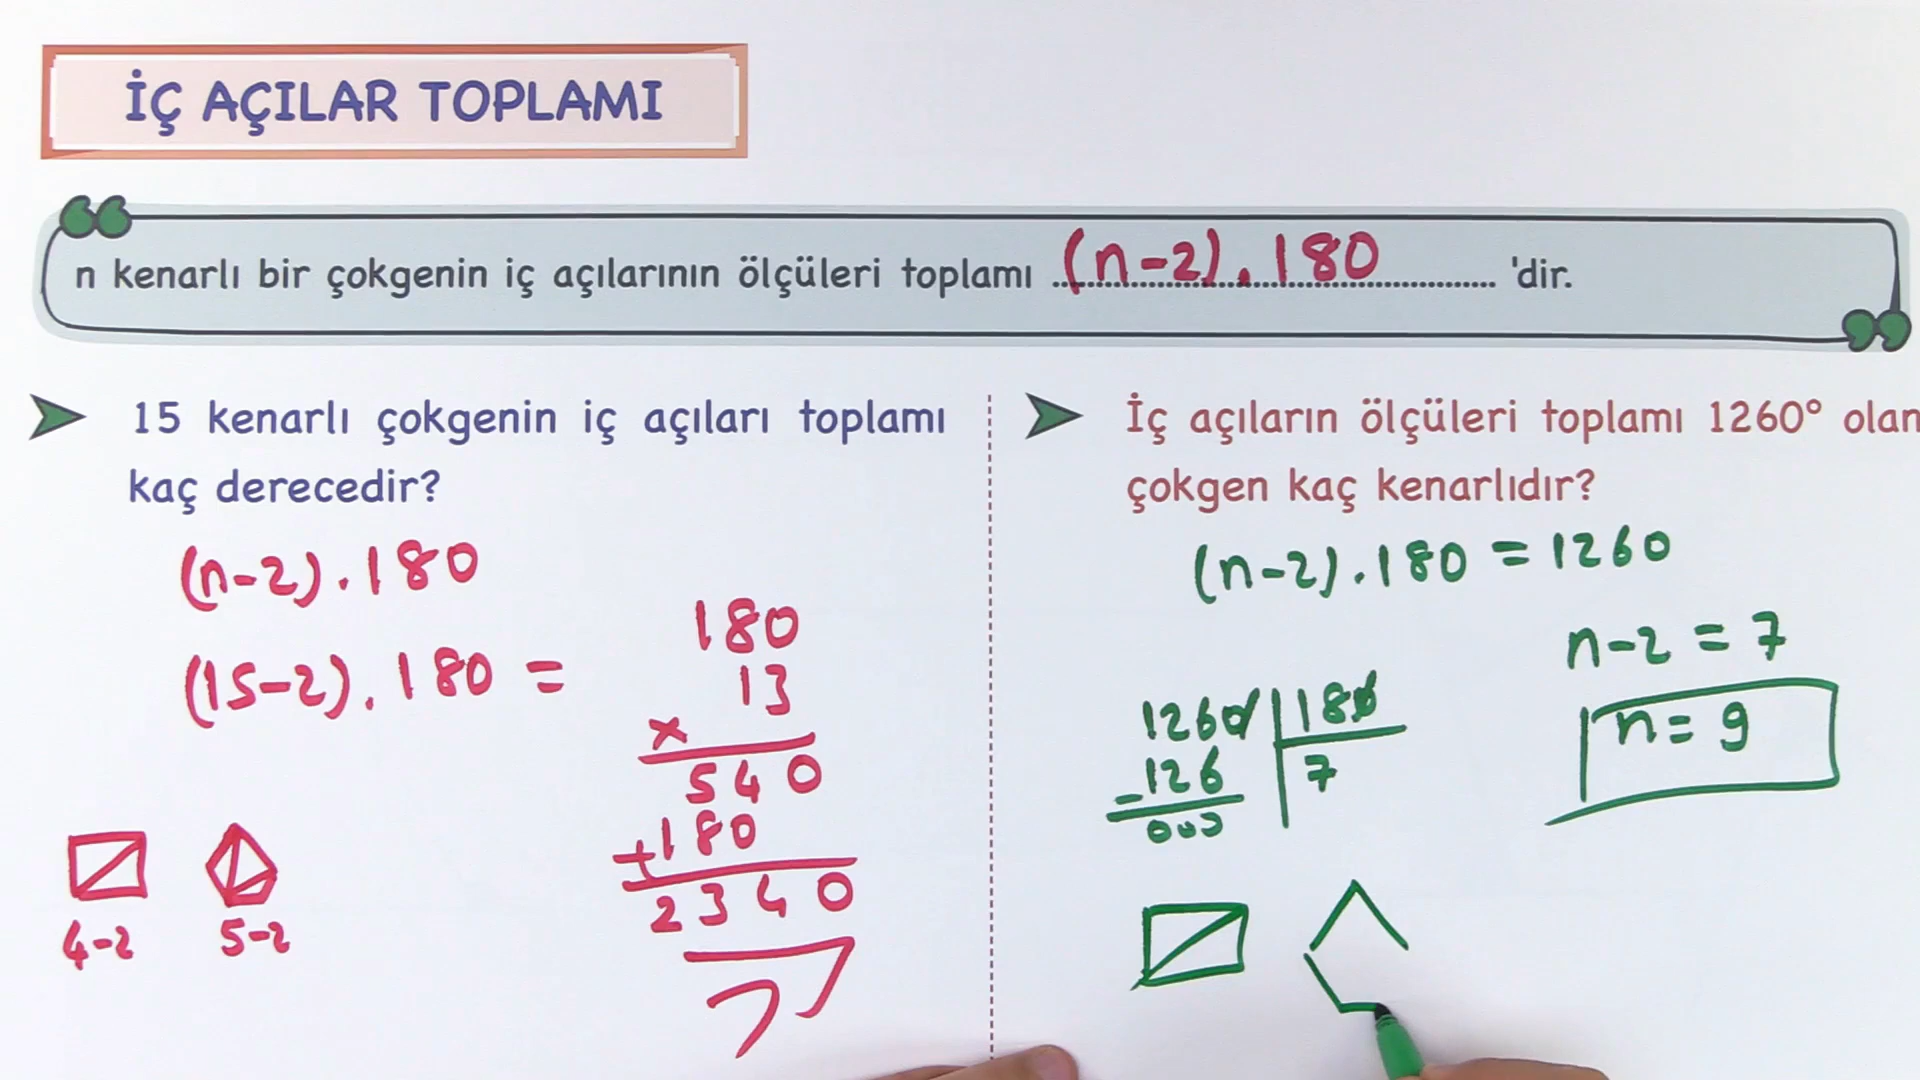 İÇ AÇILAR TOPLAMI
n kenarlı bir çokgenin iç açılarının ölçüleri toplamı (n-2).180 'dir.
15 kenarlı çokgenin iç açıları toplamı
kaç derecedir?
(n-2).180
(15-2).180 =
180
13
x
540
+180
2340
4-2
5-2
İç açıların ölçüleri toplamı 1260° olan
çokgen kaç kenarlıdır?
(n-2).180 = 1260
n-2 = 7
n = 9
1260 180
-126 7
000